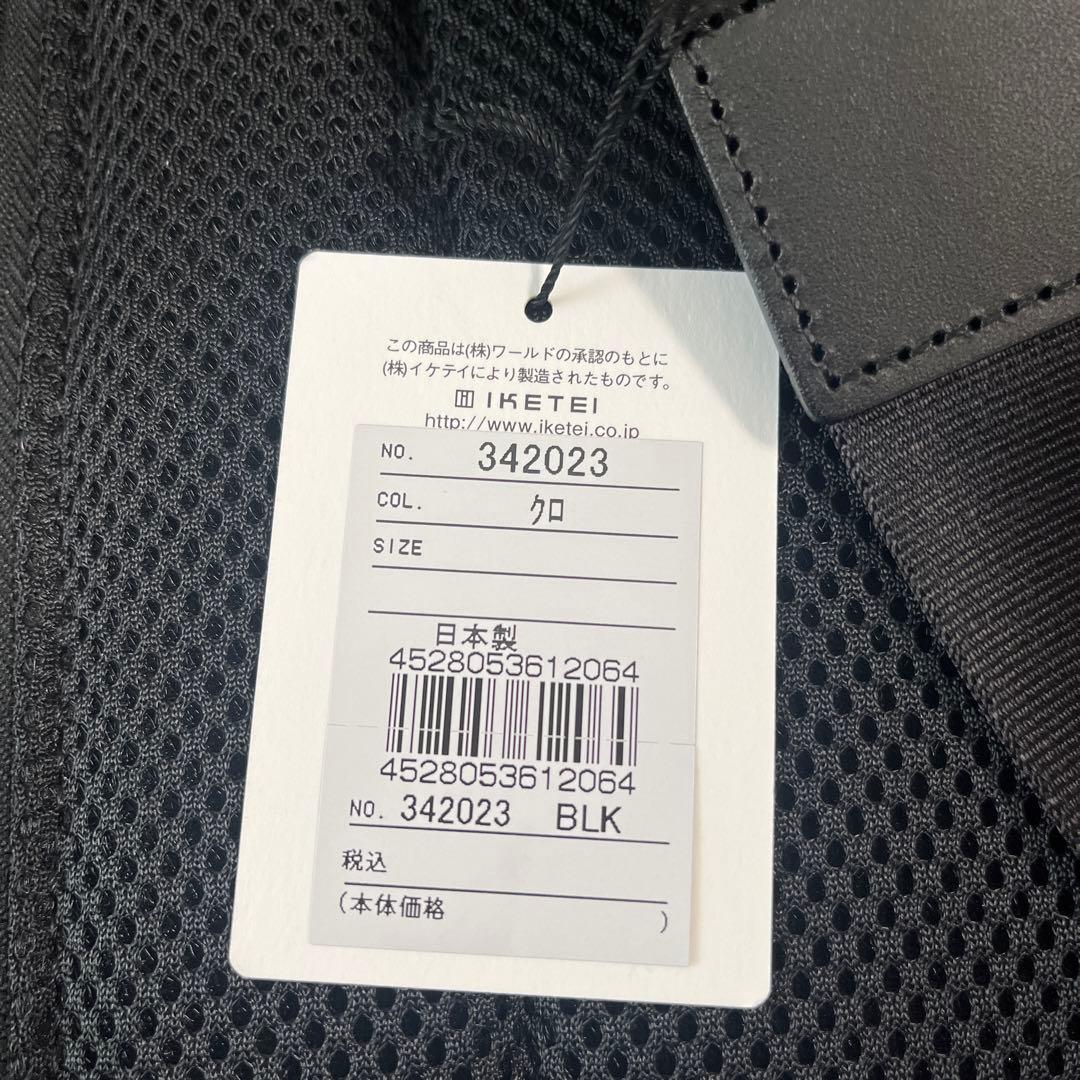 この商品は(株)ワールドの承認のもとに
(株)イケテイにより製造されたものです。
IKETEI
http://www.iketei.co.jp
NO. 342023
COL. クロ
SIZE
日本製
4528053612064
4528053612064
NO. 342023 BLK
税込
(本体価格 )